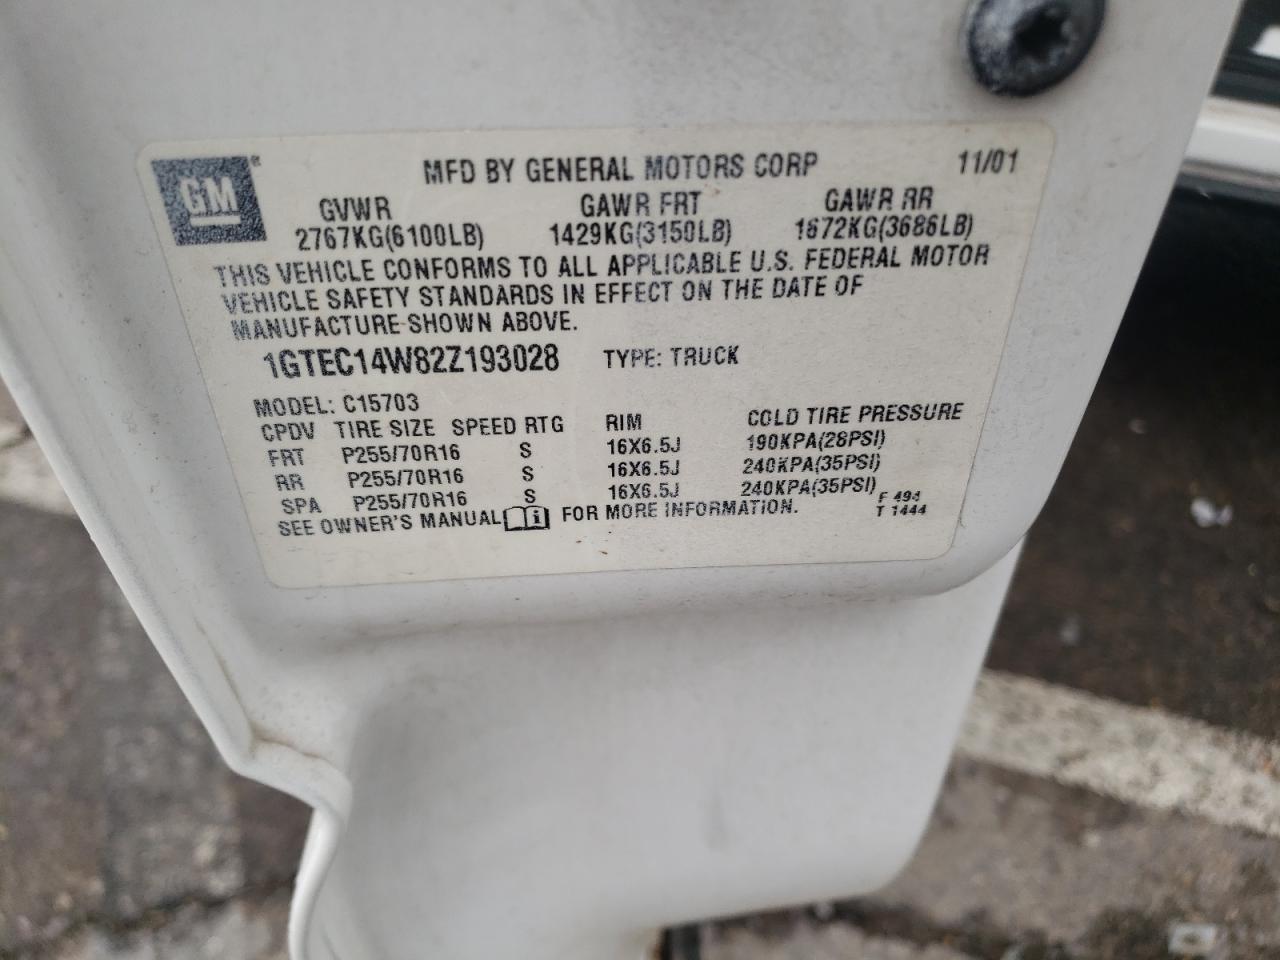 GM®
MFD BY GENERAL MOTORS CORP 11/01
GVWR GAWR FRT GAWR RR
2767KG(6100LB) 1429KG(3150LB) 1672KG(3686LB)
THIS VEHICLE CONFORMS TO ALL APPLICABLE U.S. FEDERAL MOTOR
VEHICLE SAFETY STANDARDS IN EFFECT ON THE DATE OF
MANUFACTURE SHOWN ABOVE.
1GTEC14W82Z193028 TYPE: TRUCK
MODEL: C15703
CPDV TIRE SIZE SPEED RTG RIM COLD TIRE PRESSURE
FRT P255/70R16 S 16X6.5J 190KPA(28PSI)
RR P255/70R16 S 16X6.5J 240KPA(35PSI)
SPA P255/70R16 S 16X6.5J 240KPA(35PSI)
SEE OWNER'S MANUAL i FOR MORE INFORMATION.
F 494
T 1444